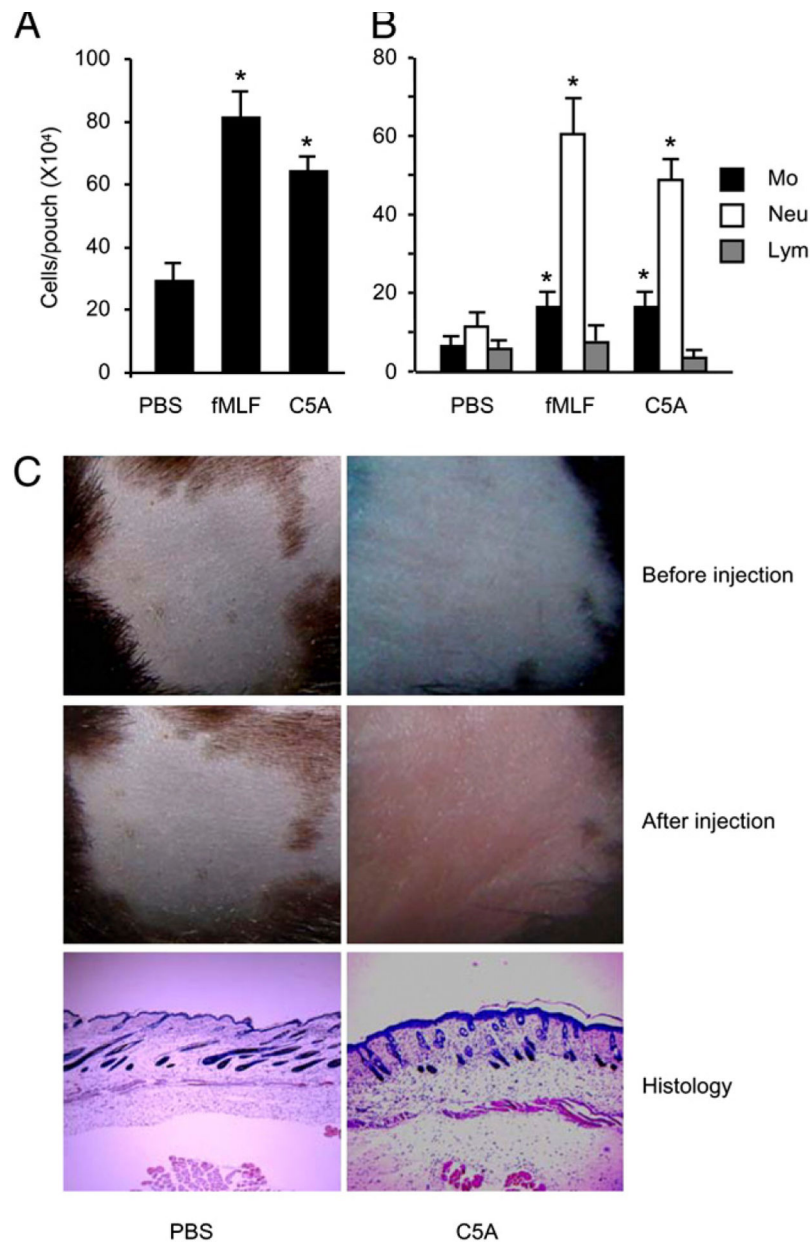 A
Cells/pouch (X10⁴)
100
80
60
40
20
0
*
*
PBS fMLF C5A
B
80
60
40
20
0
*
*
*
*
PBS fMLF C5A
Mo
Neu
Lym
C
Before injection
After injection
Histology
PBS C5A